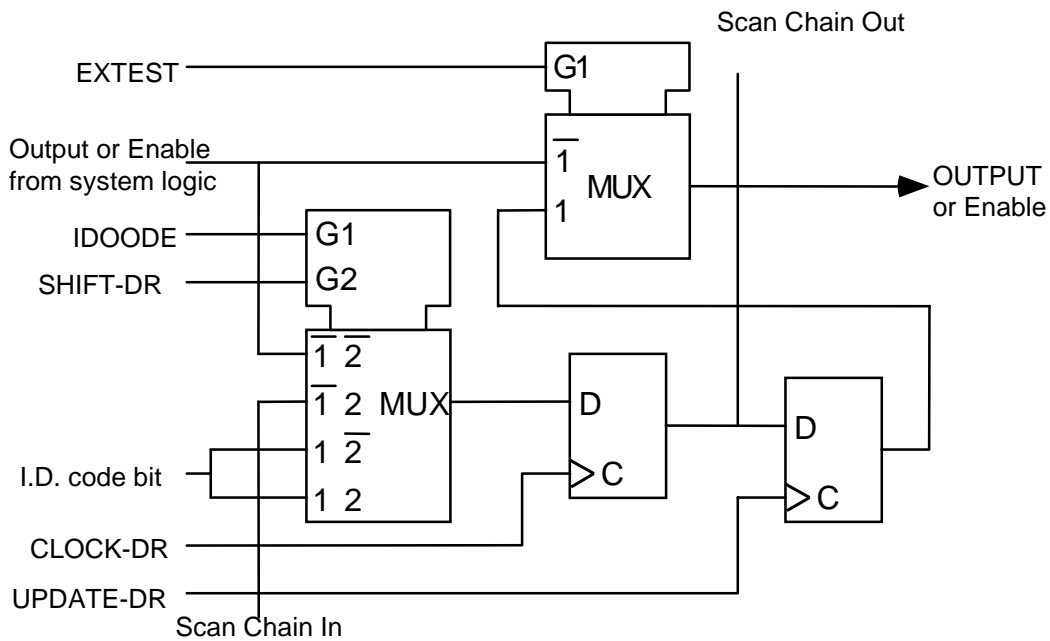 Scan Chain Out
EXTEST
G1
Output or Enable
from system logic
1
MUX
1
OUTPUT
or Enable
IDOODE
G1
SHIFT-DR
G2
1 2
1 2 MUX
D
1 2
D
I.D. code bit
C
1 2
C
CLOCK-DR
UPDATE-DR
Scan Chain In